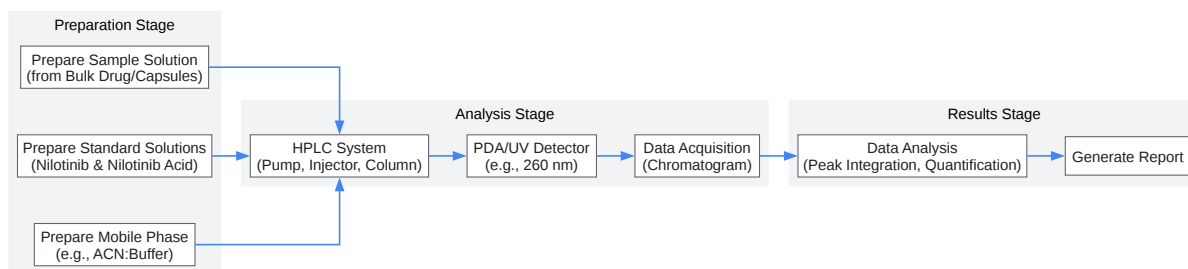 Preparation Stage
Prepare Sample Solution
(from Bulk Drug/Capsules)
Prepare Standard Solutions
(Nilotinib & Nilotinib Acid)
Prepare Mobile Phase
(e.g., ACN:Buffer)
Analysis Stage
HPLC System
(Pump, Injector, Column)
PDA/UV Detector
(e.g., 260 nm)
Data Acquisition
(Chromatogram)
Results Stage
Data Analysis
(Peak Integration, Quantification)
Generate Report